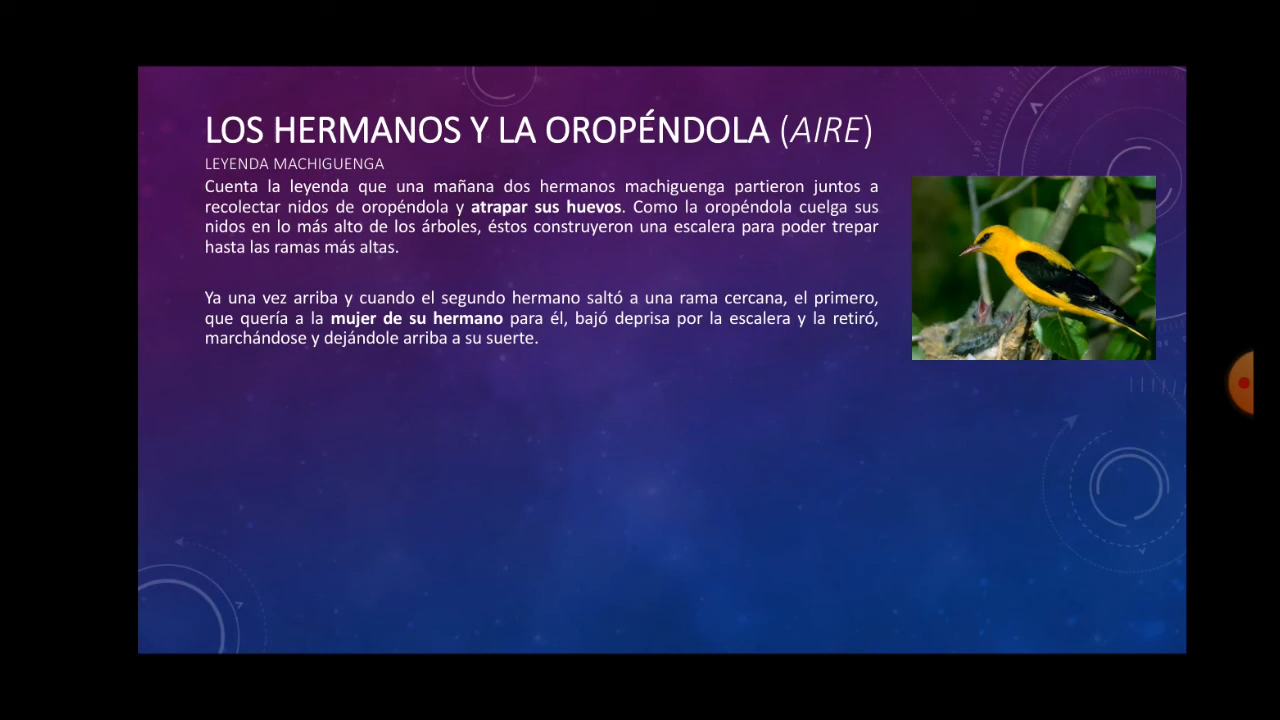 LOS HERMANOS Y LA OROPÉNDOLA (AIRE)
LEYENDA MACHIGUENGA
Cuenta la leyenda que una mañana dos hermanos machiguenga partieron juntos a
recolectar nidos de oropéndola y atrapar sus huevos. Como la oropéndola cuelga sus
nidos en lo más alto de los árboles, éstos construyeron una escalera para poder trepar
hasta las ramas más altas.
Ya una vez arriba y cuando el segundo hermano saltó a una rama cercana, el primero,
que quería a la mujer de su hermano para él, bajó deprisa por la escalera y la retiró,
marchándose y dejándole arriba a su suerte.